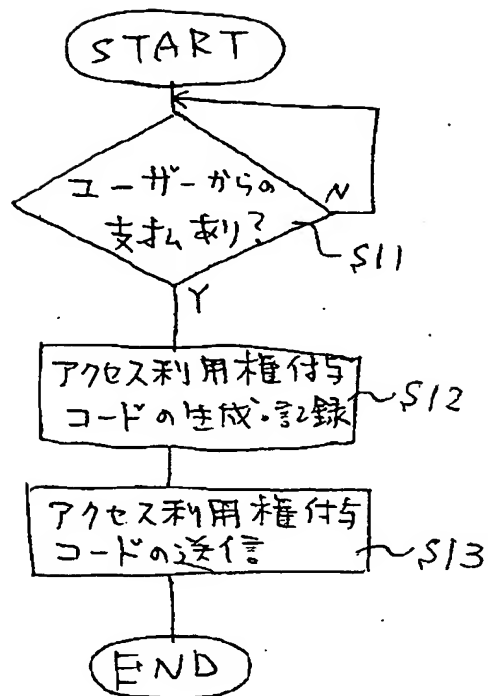 START
ユーザーからの
支払あり?
N
S11
Y
アクセス利用権付与
コードの生成・記録
S12
アクセス利用権付与
コードの送信
S13
END